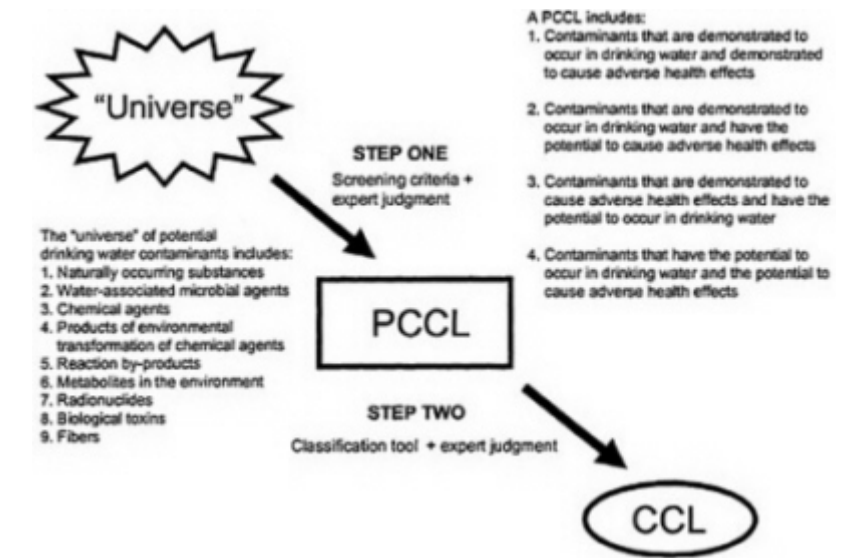 "Universe"
STEP ONE
Screening criteria +
expert judgment
A PCCL includes:
1. Contaminants that are demonstrated to
occur in drinking water and demonstrated
to cause adverse health effects
2. Contaminants that are demonstrated to
occur in drinking water and have the
potential to cause adverse health effects
3. Contaminants that are demonstrated to
cause adverse health effects and have the
potential to occur in drinking water
4. Contaminants that have the potential to
occur in drinking water and the potential to
cause adverse health effects
The "universe" of potential
drinking water contaminants includes:
1. Naturally occurring substances
2. Water-associated microbial agents
3. Chemical agents
4. Products of environmental
transformation of chemical agents
5. Reaction by-products
6. Metabolites in the environment
7. Radionuclides
8. Biological toxins
9. Fibers
PCCL
STEP TWO
Classification tool + expert judgment
CCL